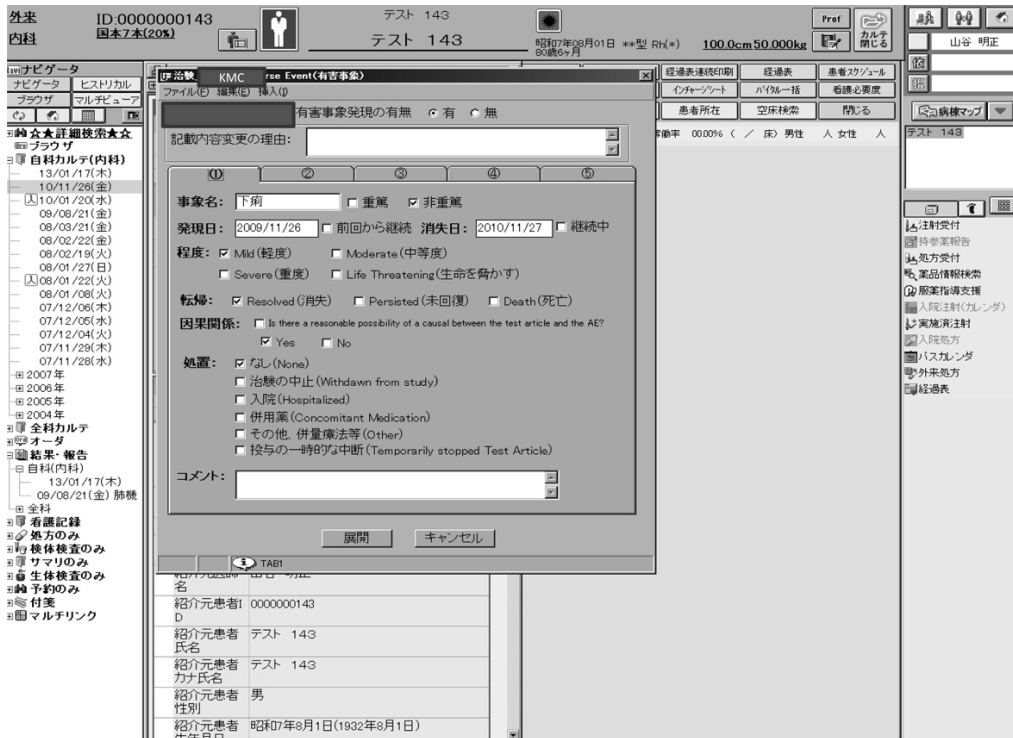 外来
内科
ID:0000000143
国本7本(20%)
テスト 143
テスト 143
昭和7年08月01日 **型 Rh(*) 100.0cm 50.000kg
80歳6ヶ月
Prof
カルテ
閉じる
山谷 明正
病棟マップ
テスト 143
ナビゲータ
ナビゲータ ヒストリカル
ブラウザ マルチビューア
☆★詳細検索★☆
ブラウザ
自科カルテ(内科)
13/01/17(木)
10/11/26(金)
入 10/01/20(水)
09/08/21(金)
08/03/21(金)
08/02/22(金)
08/02/19(火)
08/01/27(日)
入 08/01/22(火)
08/01/08(火)
07/12/06(木)
07/12/05(水)
07/12/04(火)
07/11/29(木)
07/11/28(水)
2007年
2006年
2005年
2004年
全科カルテ
オーダ
結果・報告
自科(内科)
13/01/17(木)
09/08/21(金) 肺機
全科
看護記録
処方のみ
検体検査のみ
サマリのみ
生体検査のみ
予約のみ
付箋
マルチリンク
治験 KMC rse Event(有害事象)
ファイル(F) 編集(E) 挿入(I)
有害事象発現の有無 有 無
記載内容変更の理由:
① ② ③ ④ ⑤
事象名: 下痢 重篤 非重篤
発現日: 2009/11/26 前回から継続 消失日: 2010/11/27 継続中
程度: Mild(軽度) Moderate(中等度)
Severe(重度) Life Threatening(生命を脅かす)
転帰: Resolved(消失) Persisted(未回復) Death(死亡)
因果関係: Is there a reasonable possibility of a causal between the test article and the AE?
Yes No
処置: なし(None)
治験の中止(Withdawn from study)
入院(Hospitalized)
併用薬(Concomitant Medication)
その他、併量療法等(Other)
投与の一時的な中断(Temporarily stopped Test Article)
コメント:
展開 キャンセル
TAB1
経過表連続印刷 経過表 患者スケジュール
インチャージシート バイタル一括 看護必要度
患者所在 空床検索 閉じる
働率 00.00% ( / 床) 男性 人 女性 人
注射受付
持参薬報告
処方受付
薬品情報検索
服薬指導支援
入院注射(カレンダ)
実施済注射
入院処方
パスカレンダ
外来処方
経過表
名
紹介元患者I 0000000143
D
紹介元患者 テスト 143
氏名
紹介元患者 テスト 143
カナ氏名
紹介元患者 男
性別
紹介元患者 昭和7年8月1日(1932年8月1日)